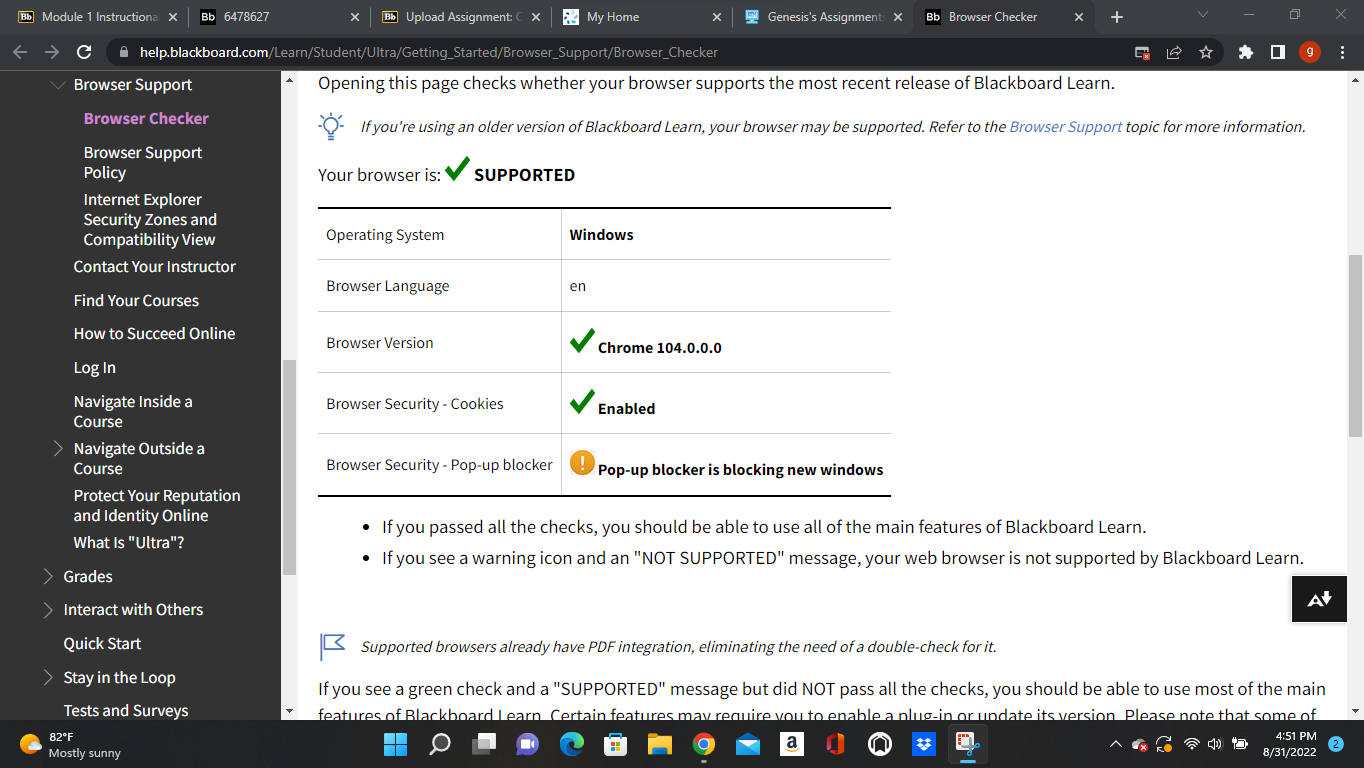 Module 1 Instructiona
6478627
Upload Assignment: C
My Home
Genesis's Assignment
Browser Checker
help.blackboard.com/Learn/Student/Ultra/Getting_Started/Browser_Support/Browser_Checker
g
Browser Support
Browser Checker
Browser Support
Policy
Internet Explorer
Security Zones and
Compatibility View
Contact Your Instructor
Find Your Courses
How to Succeed Online
Log In
Navigate Inside a
Course
Navigate Outside a
Course
Protect Your Reputation
and Identity Online
What Is "Ultra"?
Grades
Interact with Others
Quick Start
Stay in the Loop
Tests and Surveys
Opening this page checks whether your browser supports the most recent release of Blackboard Learn.
If you're using an older version of Blackboard Learn, your browser may be supported. Refer to the Browser Support topic for more information.
Your browser is: SUPPORTED
Operating System Windows
Browser Language en
Browser Version Chrome 104.0.0.0
Browser Security - Cookies Enabled
Browser Security - Pop-up blocker Pop-up blocker is blocking new windows
• If you passed all the checks, you should be able to use all of the main features of Blackboard Learn.
• If you see a warning icon and an "NOT SUPPORTED" message, your web browser is not supported by Blackboard Learn.
Supported browsers already have PDF integration, eliminating the need of a double-check for it.
If you see a green check and a "SUPPORTED" message but did NOT pass all the checks, you should be able to use most of the main
features of Blackboard Learn. Certain features may require you to enable a plug-in or update its version. Please note that some of
82°F
Mostly sunny
4:51 PM
8/31/2022
2